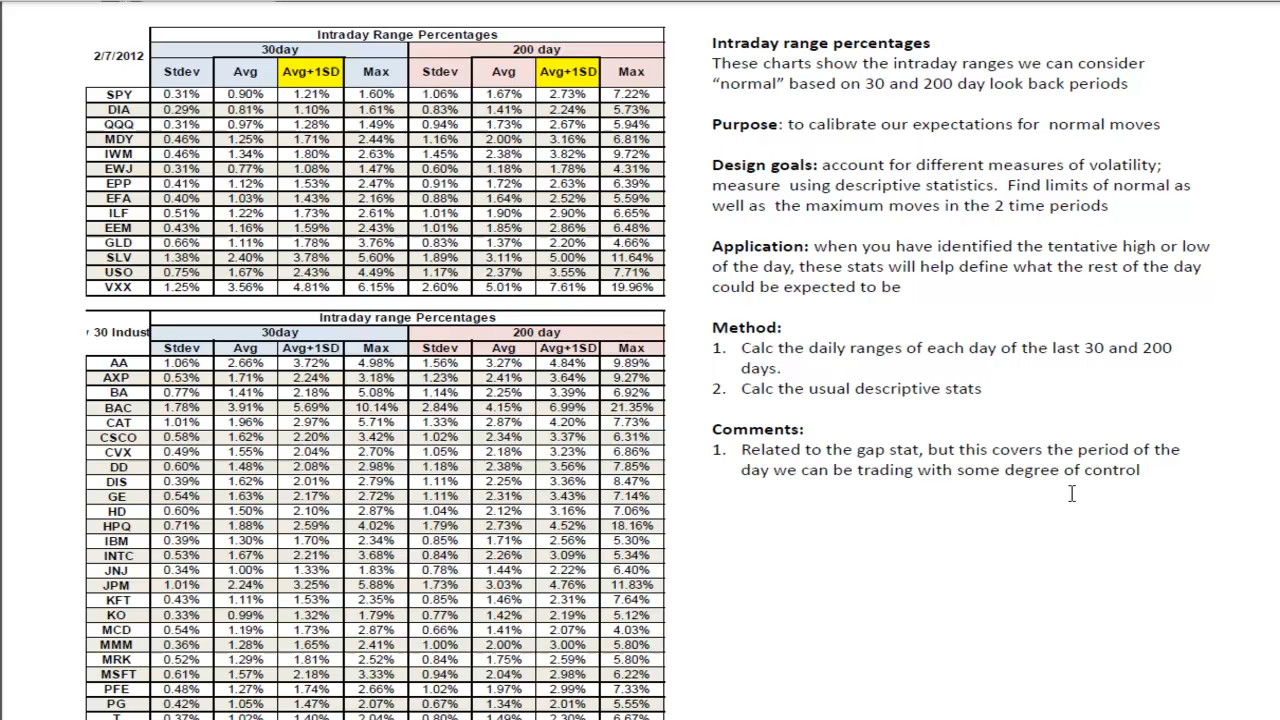 Intraday Range Percentages
2/7/2012 30day 200 day
Stdev Avg Avg+1SD Max Stdev Avg Avg+1SD Max
SPY 0.31% 0.90% 1.21% 1.60% 1.06% 1.67% 2.73% 7.22%
DIA 0.29% 0.81% 1.10% 1.61% 0.83% 1.41% 2.24% 5.73%
QQQ 0.31% 0.97% 1.28% 1.49% 0.94% 1.73% 2.67% 5.94%
MDY 0.46% 1.25% 1.71% 2.44% 1.16% 2.00% 3.16% 6.81%
IWM 0.46% 1.34% 1.80% 2.63% 1.45% 2.38% 3.82% 9.72%
EWJ 0.31% 0.77% 1.08% 1.47% 0.60% 1.18% 1.78% 4.31%
EPP 0.41% 1.12% 1.53% 2.47% 0.91% 1.72% 2.63% 6.39%
EFA 0.40% 1.03% 1.43% 2.16% 0.88% 1.64% 2.52% 5.59%
ILF 0.51% 1.22% 1.73% 2.61% 1.01% 1.90% 2.90% 6.65%
EEM 0.43% 1.16% 1.59% 2.43% 1.01% 1.85% 2.86% 6.48%
GLD 0.66% 1.11% 1.78% 3.76% 0.83% 1.37% 2.20% 4.66%
SLV 1.38% 2.40% 3.78% 5.60% 1.89% 3.11% 5.00% 11.64%
USO 0.75% 1.67% 2.43% 4.49% 1.17% 2.37% 3.55% 7.71%
VXX 1.25% 3.56% 4.81% 6.15% 2.60% 5.01% 7.61% 19.96%
Intraday range Percentages
30 Indust 30day 200 day
Stdev Avg Avg+1SD Max Stdev Avg Avg+1SD Max
AA 1.06% 2.66% 3.72% 4.98% 1.56% 3.27% 4.84% 9.89%
AXP 0.53% 1.71% 2.24% 3.18% 1.23% 2.41% 3.64% 9.27%
BA 0.77% 1.41% 2.18% 5.08% 1.14% 2.25% 3.39% 6.92%
BAC 1.78% 3.91% 5.69% 10.14% 2.84% 4.15% 6.99% 21.35%
CAT 1.01% 1.96% 2.97% 5.71% 1.33% 2.87% 4.20% 7.73%
CSCO 0.58% 1.62% 2.20% 3.42% 1.02% 2.34% 3.37% 6.31%
CVX 0.49% 1.55% 2.04% 2.70% 1.05% 2.18% 3.23% 6.86%
DD 0.60% 1.48% 2.08% 2.98% 1.18% 2.38% 3.56% 7.85%
DIS 0.39% 1.62% 2.01% 2.79% 1.11% 2.25% 3.36% 8.47%
GE 0.54% 1.63% 2.17% 2.72% 1.11% 2.31% 3.43% 7.14%
HD 0.60% 1.50% 2.10% 2.87% 1.04% 2.12% 3.16% 7.06%
HPQ 0.71% 1.88% 2.59% 4.02% 1.79% 2.73% 4.52% 18.16%
IBM 0.39% 1.30% 1.70% 2.34% 0.85% 1.71% 2.56% 5.30%
INTC 0.53% 1.67% 2.21% 3.68% 0.84% 2.26% 3.09% 5.34%
JNJ 0.34% 1.00% 1.33% 1.83% 0.78% 1.44% 2.22% 6.40%
JPM 1.01% 2.24% 3.25% 5.88% 1.73% 3.03% 4.76% 11.83%
KFT 0.43% 1.11% 1.53% 2.35% 0.85% 1.46% 2.31% 7.64%
KO 0.33% 0.99% 1.32% 1.79% 0.77% 1.42% 2.19% 5.12%
MCD 0.54% 1.19% 1.73% 2.87% 0.66% 1.41% 2.07% 4.03%
MMM 0.36% 1.28% 1.65% 2.41% 1.00% 2.00% 3.00% 5.80%
MRK 0.52% 1.29% 1.81% 2.52% 0.84% 1.75% 2.59% 5.80%
MSFT 0.61% 1.57% 2.18% 3.33% 0.94% 2.04% 2.98% 6.22%
PFE 0.48% 1.27% 1.74% 2.66% 1.02% 1.97% 2.99% 7.33%
PG 0.42% 1.05% 1.47% 2.07% 0.67% 1.34% 2.01% 5.55%
T 0.37% 1.02% 1.40% 2.04% 0.80% 1.49% 2.30% 6.67%
Intraday range percentages
These charts show the intraday ranges we can consider
“normal” based on 30 and 200 day look back periods
Purpose: to calibrate our expectations for normal moves
Design goals: account for different measures of volatility;
measure using descriptive statistics. Find limits of normal as
well as the maximum moves in the 2 time periods
Application: when you have identified the tentative high or low
of the day, these stats will help define what the rest of the day
could be expected to be
Method:
1. Calc the daily ranges of each day of the last 30 and 200
days.
2. Calc the usual descriptive stats
Comments:
1. Related to the gap stat, but this covers the period of the
day we can be trading with some degree of control